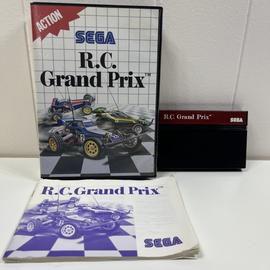 ACTION
SEGA
R.C.
Grand Prix™
R.C. Grand Prix™
SEGA
R.C. Grand Prix™
SEGA